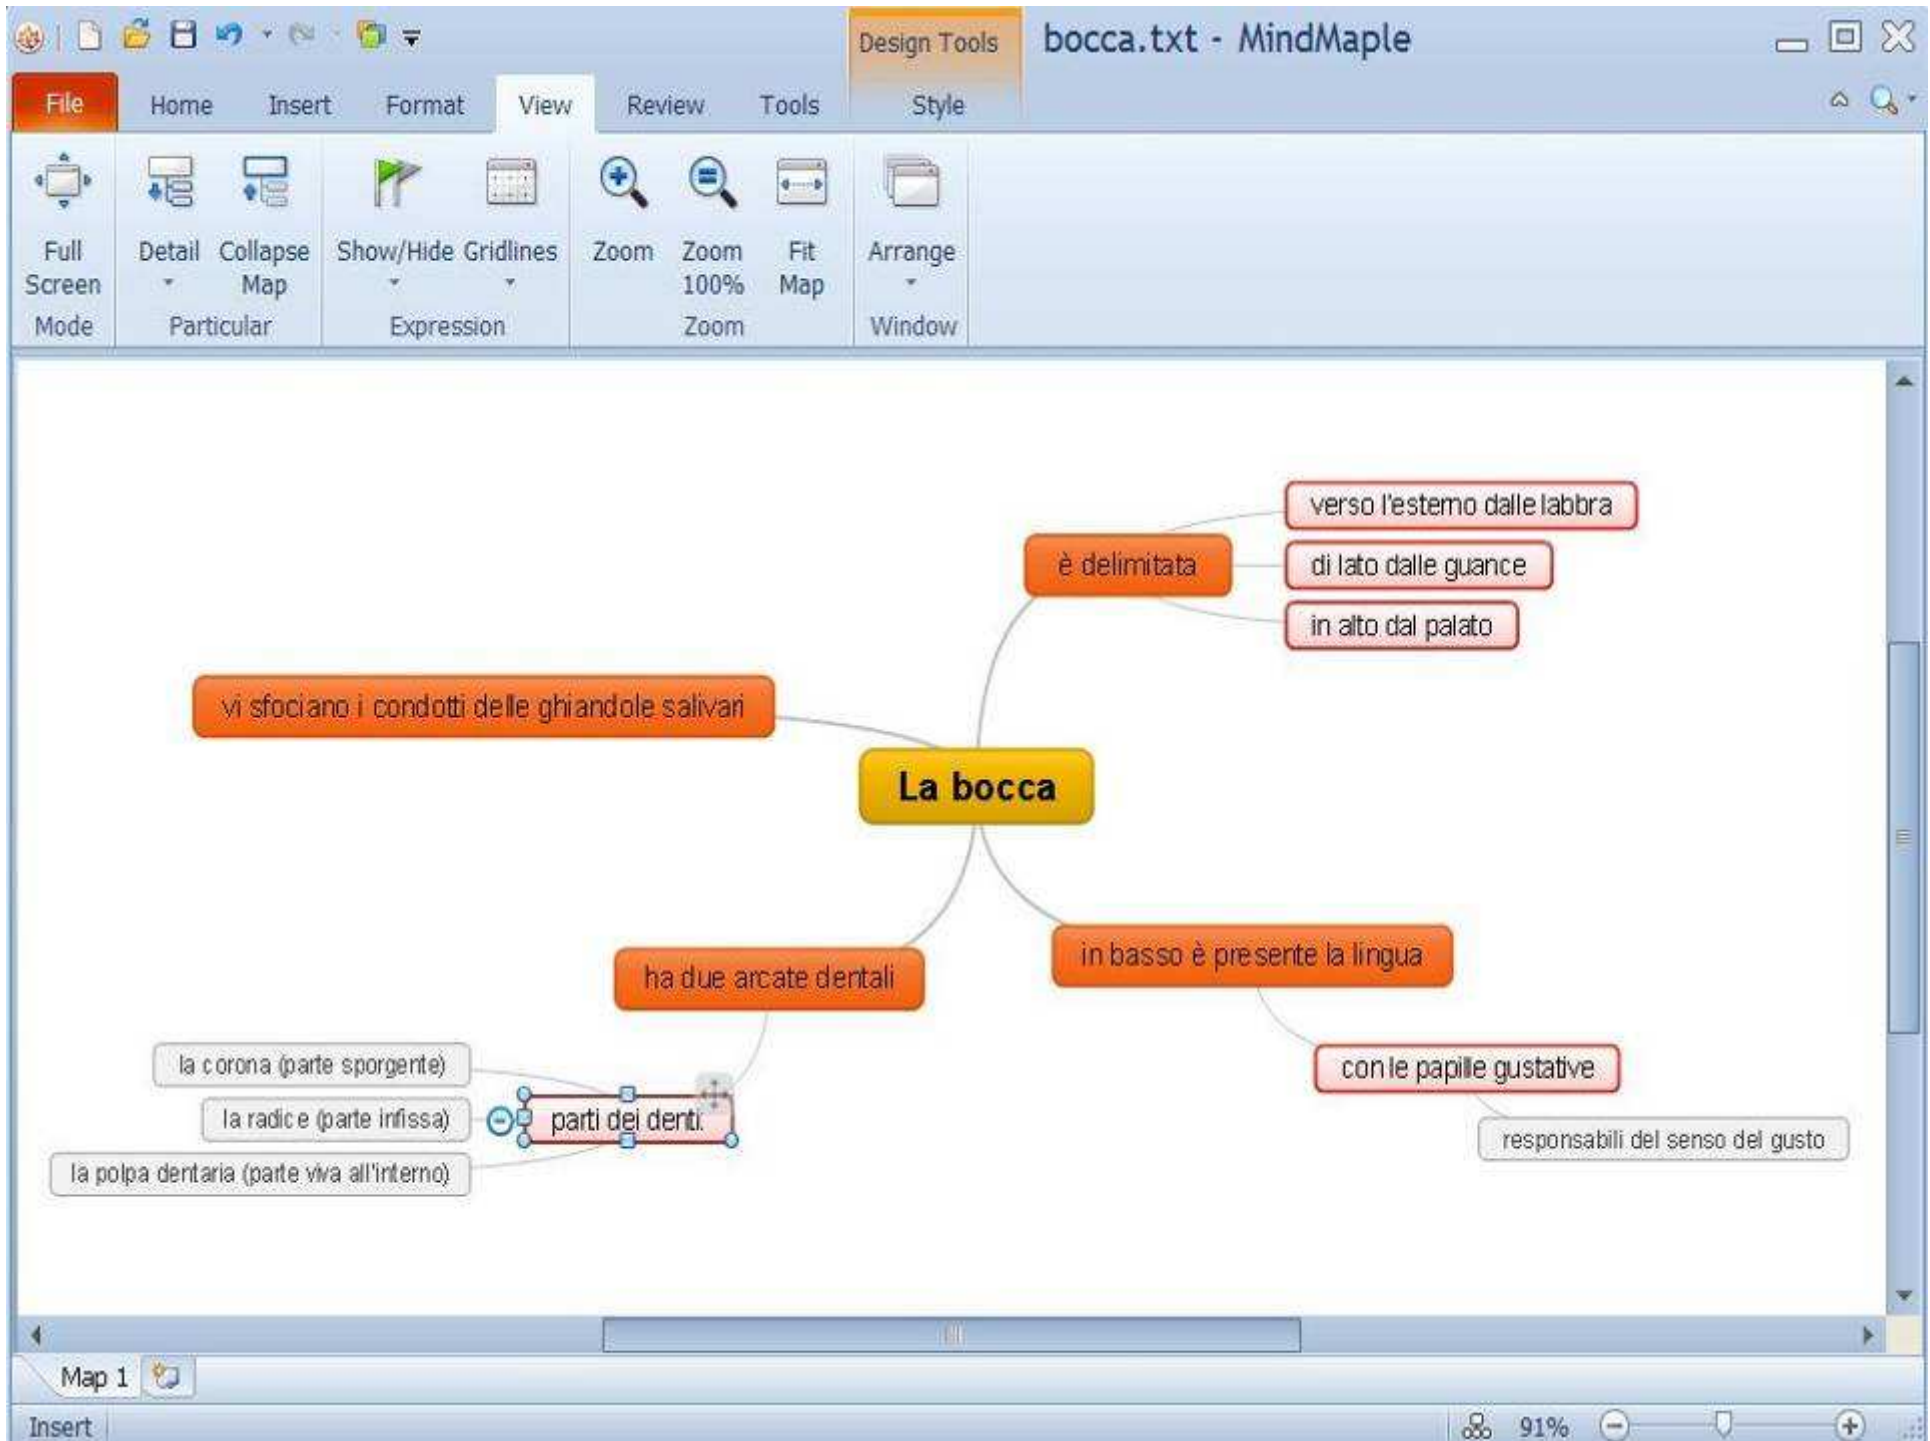 Design Tools
bocca.txt - MindMaple
File Home Insert Format View Review Tools Style
Full Screen
Detail
Collapse Map
Show/Hide
Gridlines
Zoom
Zoom 100%
Fit Map
Arrange
Mode
Particular
Expression
Zoom
Window
verso l'esterno dalle labbra
è delimitata
di lato dalle guance
in alto dal palato
vi sfociano i condotti delle ghiandole salivari
La bocca
in basso è presente la lingua
ha due arcate dentali
la corona (parte sporgente)
con le papille gustative
la radice (parte infissa)
parti dei denti:
responsabili del senso del gusto
la polpa dentaria (parte viva all'interno)
Map 1
Insert
91%